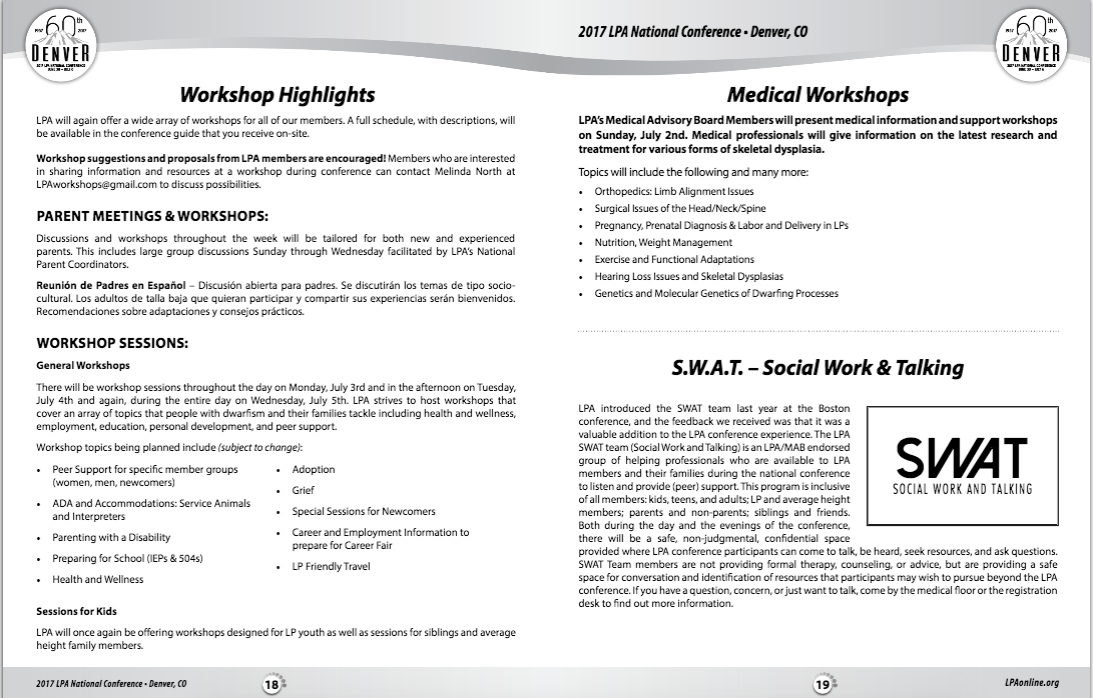 1957 60th 2017
DENVER
2017 LPA NATIONAL CONFERENCE
Workshop Highlights
LPA will again offer a wide array of workshops for all of our members. A full schedule, with descriptions, will
be available in the conference guide that you receive on-site.
Workshop suggestions and proposals from LPA members are encouraged! Members who are interested
in sharing information and resources at a workshop during conference can contact Melinda North at
LPAworkshops@gmail.com to discuss possibilities.
PARENT MEETINGS & WORKSHOPS:
Discussions and workshops throughout the week will be tailored for both new and experienced
parents. This includes large group discussions Sunday through Wednesday facilitated by LPA's National
Parent Coordinators.
Reunión de Padres en Español – Discusión abierta para padres. Se discutirán los temas de tipo socio-
cultural. Los adultos de talla baja que quieran participar y compartir sus experiencias serán bienvenidos.
Recomendaciones sobre adaptaciones y consejos prácticos.
WORKSHOP SESSIONS:
General Workshops
There will be workshop sessions throughout the day on Monday, July 3rd and in the afternoon on Tuesday,
July 4th and again, during the entire day on Wednesday, July 5th. LPA strives to host workshops that
cover an array of topics that people with dwarfism and their families tackle including health and wellness,
employment, education, personal development, and peer support.
Workshop topics being planned include (subject to change):
• Peer Support for specific member groups
(women, men, newcomers)
• ADA and Accommodations: Service Animals
and Interpreters
• Parenting with a Disability
• Preparing for School (IEPs & 504s)
• Health and Wellness
• Adoption
• Grief
• Special Sessions for Newcomers
• Career and Employment Information to
prepare for Career Fair
• LP Friendly Travel
Sessions for Kids
LPA will once again be offering workshops designed for LP youth as well as sessions for siblings and average
height family members.
2017 LPA National Conference • Denver, CO
18
2017 LPA National Conference • Denver, CO
1957 60th 2017
DENVER
2017 LPA NATIONAL CONFERENCE
Medical Workshops
LPA's Medical Advisory Board Members will present medical information and support workshops
on Sunday, July 2nd. Medical professionals will give information on the latest research and
treatment for various forms of skeletal dysplasia.
Topics will include the following and many more:
• Orthopedics: Limb Alignment Issues
• Surgical Issues of the Head/Neck/Spine
• Pregnancy, Prenatal Diagnosis & Labor and Delivery in LPs
• Nutrition, Weight Management
• Exercise and Functional Adaptations
• Hearing Loss Issues and Skeletal Dysplasias
• Genetics and Molecular Genetics of Dwarfing Processes
S.W.A.T. – Social Work & Talking
LPA introduced the SWAT team last year at the Boston
conference, and the feedback we received was that it was a
valuable addition to the LPA conference experience. The LPA
SWAT team (Social Work and Talking) is an LPA/MAB endorsed
group of helping professionals who are available to LPA
members and their families during the national conference
to listen and provide (peer) support. This program is inclusive
of all members: kids, teens, and adults; LP and average height
members; parents and non-parents; siblings and friends.
Both during the day and the evenings of the conference,
there will be a safe, non-judgmental, confidential space
provided where LPA conference participants can come to talk, be heard, seek resources, and ask questions.
SWAT Team members are not providing formal therapy, counseling, or advice, but are providing a safe
space for conversation and identification of resources that participants may wish to pursue beyond the LPA
conference. If you have a question, concern, or just want to talk, come by the medical floor or the registration
desk to find out more information.
SWAT
SOCIAL WORK AND TALKING
19
LPAonline.org